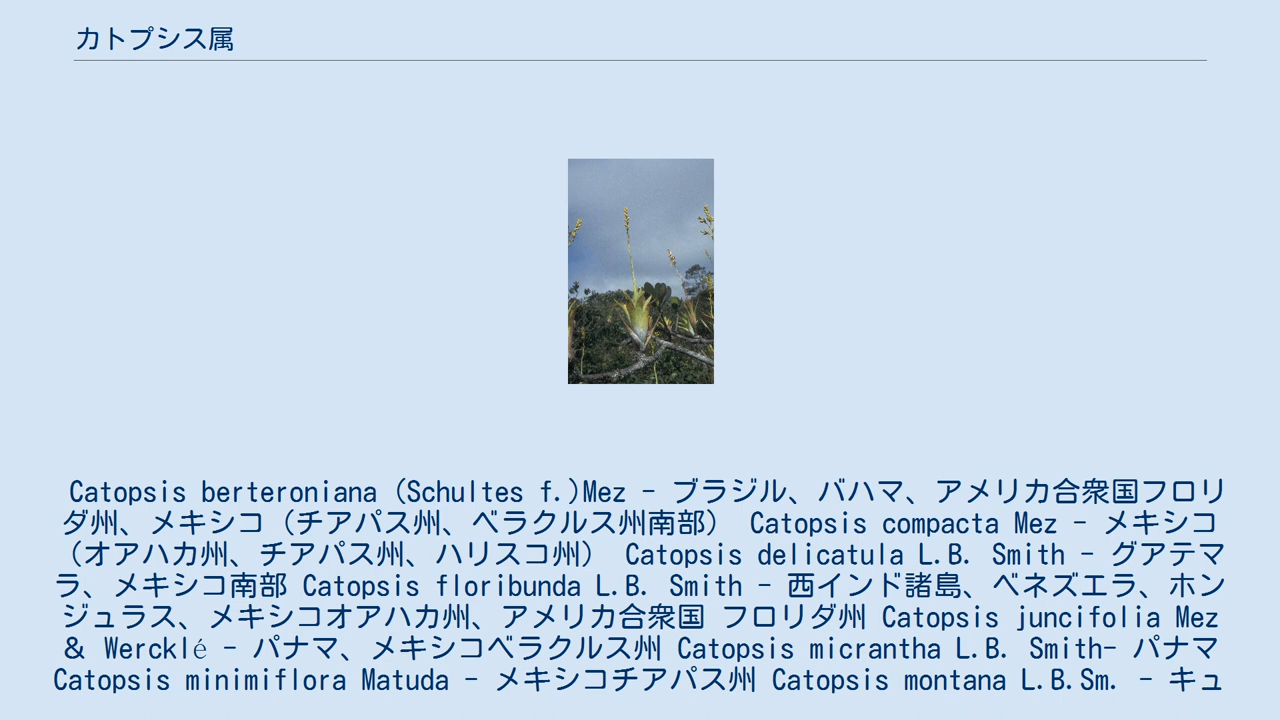 カトプシス属
Catopsis berteroniana (Schultes f.)Mez - ブラジル、バハマ、アメリカ合衆国フロリ
ダ州、メキシコ（チアパス州、ベラクルス州南部） Catopsis compacta Mez - メキシコ
（オアハカ州、チアパス州、ハリスコ州） Catopsis delicatula L.B. Smith - グアテマ
ラ、メキシコ南部 Catopsis floribunda L.B. Smith - 西インド諸島、ベネズエラ、ホン
ジュラス、メキシコオアハカ州、アメリカ合衆国 フロリダ州 Catopsis juncifolia Mez
& Wercklé - パナマ、メキシコベラクルス州 Catopsis micrantha L.B. Smith- パナマ
Catopsis minimiflora Matuda - メキシコチアパス州 Catopsis montana L.B.Sm. - キュ